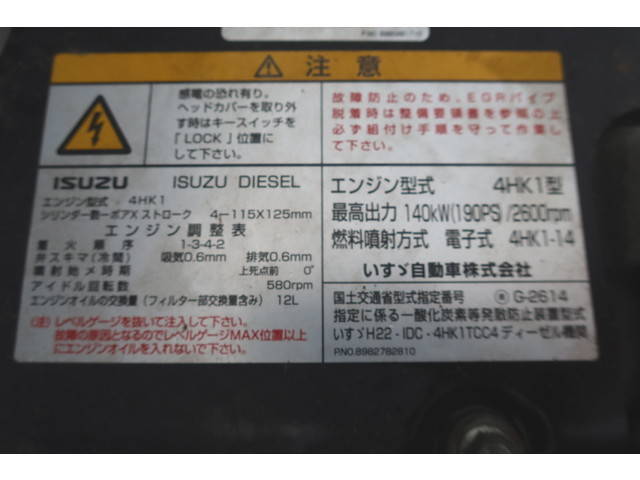 ⚠注意
感電の恐れ有り。
ヘッドカバーを取り外
す時はキースイッチを
「LOCK」位置に
して下さい。
故障防止のため、EGRパイプ
脱着時は整備要領書を参照の上
必ず組付け手順を守って作業し
て下さい。
ISUZU ISUZU DIESEL
エンジン型式 4HK1
シリンダー数-ボアXストローク 4-115X125mm
エンジン調整表
着火順序 1-3-4-2
弁スキマ(冷間) 吸気0.6mm 排気0.6mm
噴射始メ時期 上死点前 0°
アイドル回転数 580rpm
エンジンオイルの交換量(フィルター部交換量含み) 12L
(注)レベルゲージを抜いて注入して下さい。
故障の原因となるのでレベルゲージMAX位置以上
にエンジンオイルを入れないで下さい。
エンジン型式 4HK1型
最高出力 140kW(190PS)/2600rpm
燃料噴射方式 電子式 4HK1-14
いすゞ自動車株式会社
国土交通省型式指定番号 G-2614
指定に係る一酸化炭素等発散防止装置型式
いすゞH22-IDC-4HK1TCC4ディーゼル機関
P.NO.8982782810